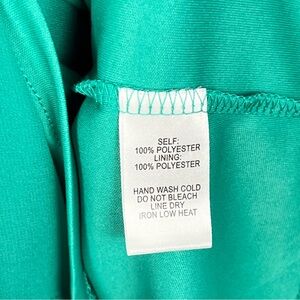 SELF:
100% POLYESTER
LINING:
100% POLYESTER
HAND WASH COLD
DO NOT BLEACH
LINE DRY
IRON LOW HEAT